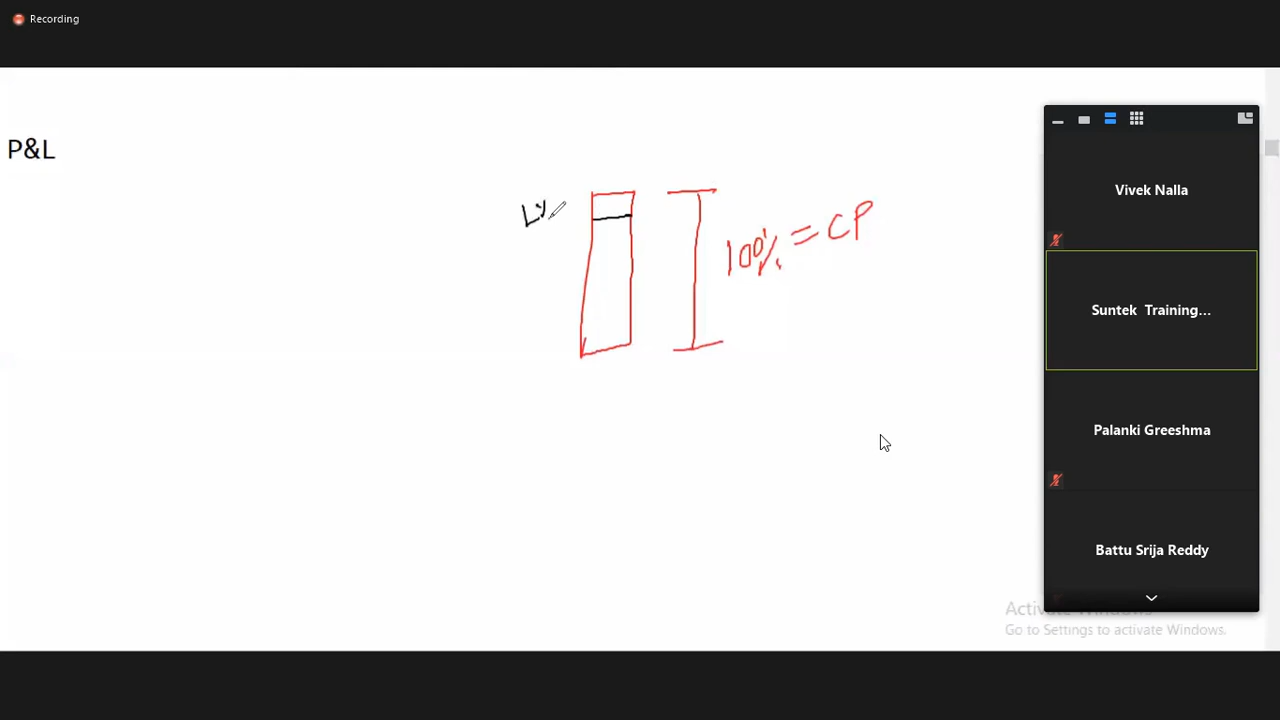 Recording
P&L
L%
100% = CP
Vivek Nalla
Suntek Training...
Palanki Greeshma
Battu Srija Reddy
Activate Windows
Go to Settings to activate Windows.